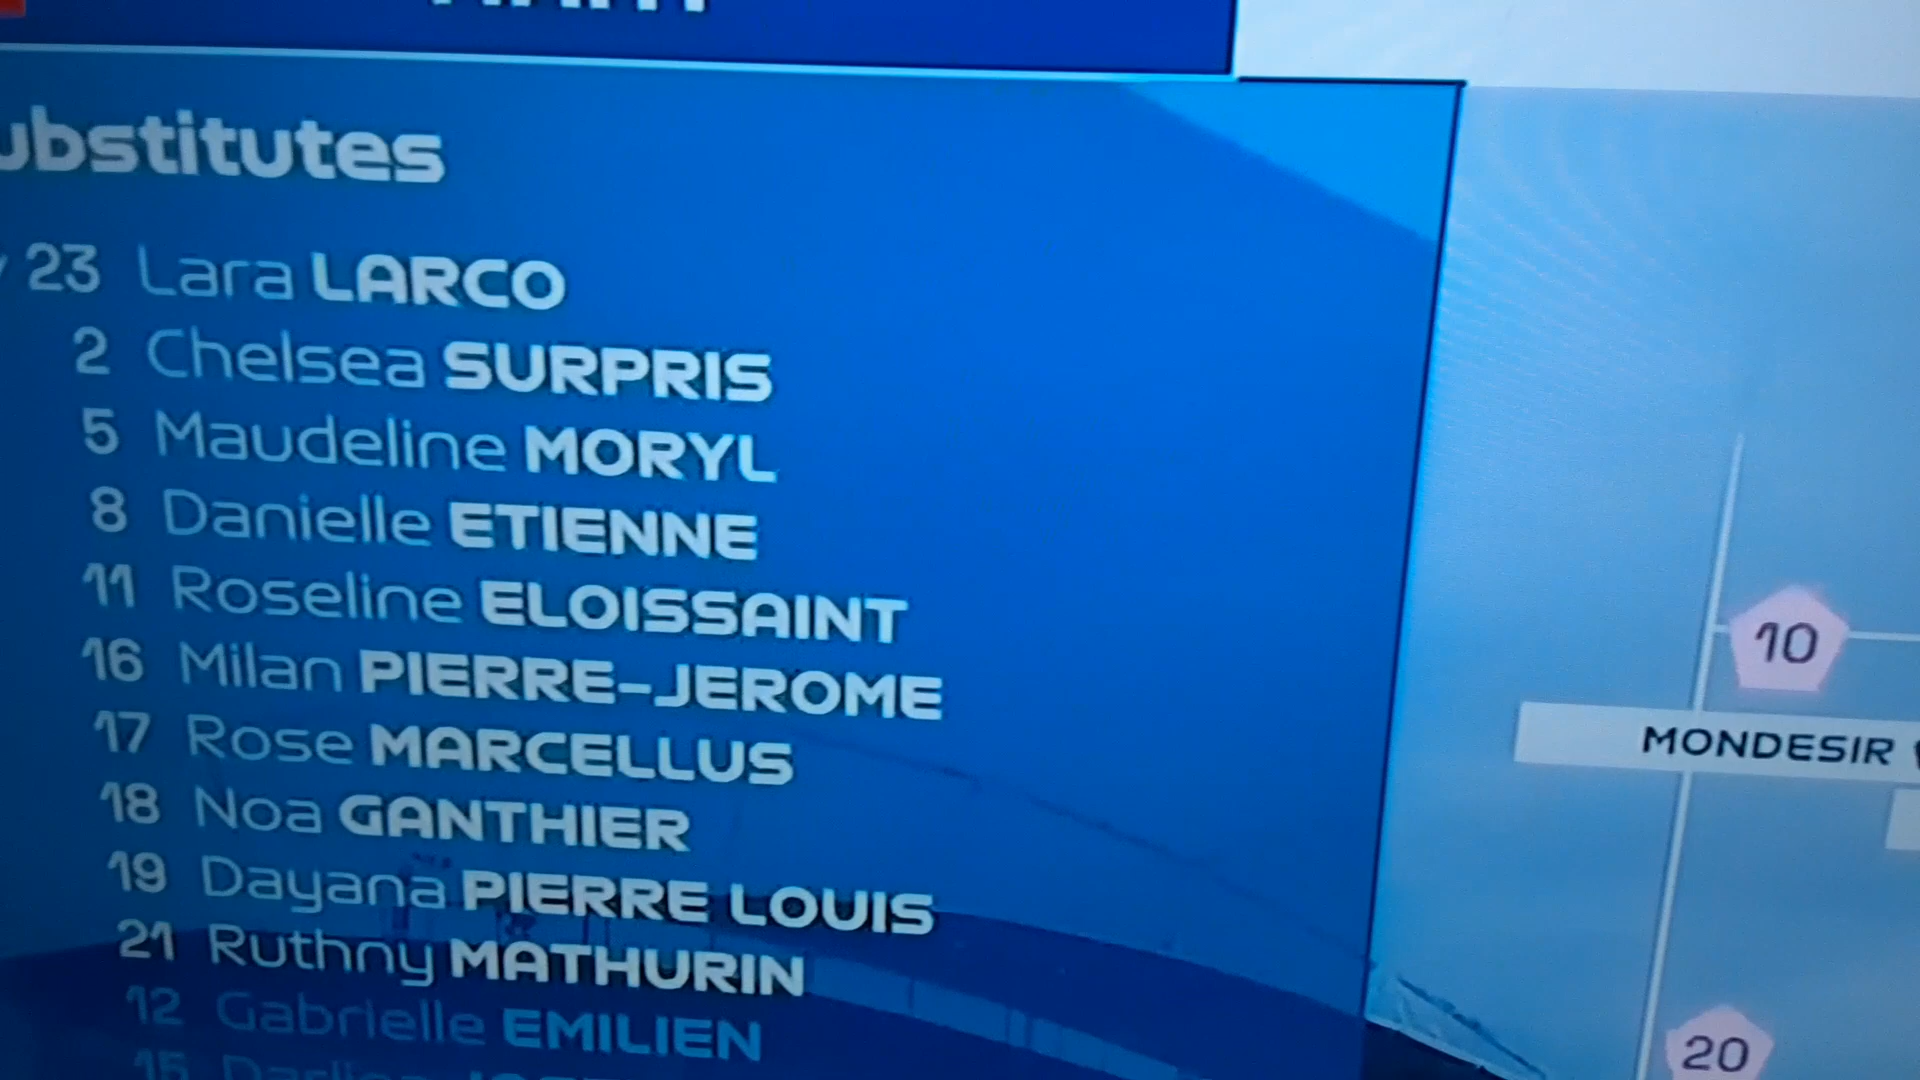 ubstitutes
23 Lara LARCO
2 Chelsea SURPRIS
5 Maudeline MORYL
8 Danielle ETIENNE
11 Roseline ELOISSAINT
16 Milan PIERRE-JEROME
17 Rose MARCELLUS
18 Noa GANTHIER
19 Dayana PIERRE LOUIS
21 Ruthny MATHURIN
12 Gabrielle EMILIEN
15
10
MONDESIR
20